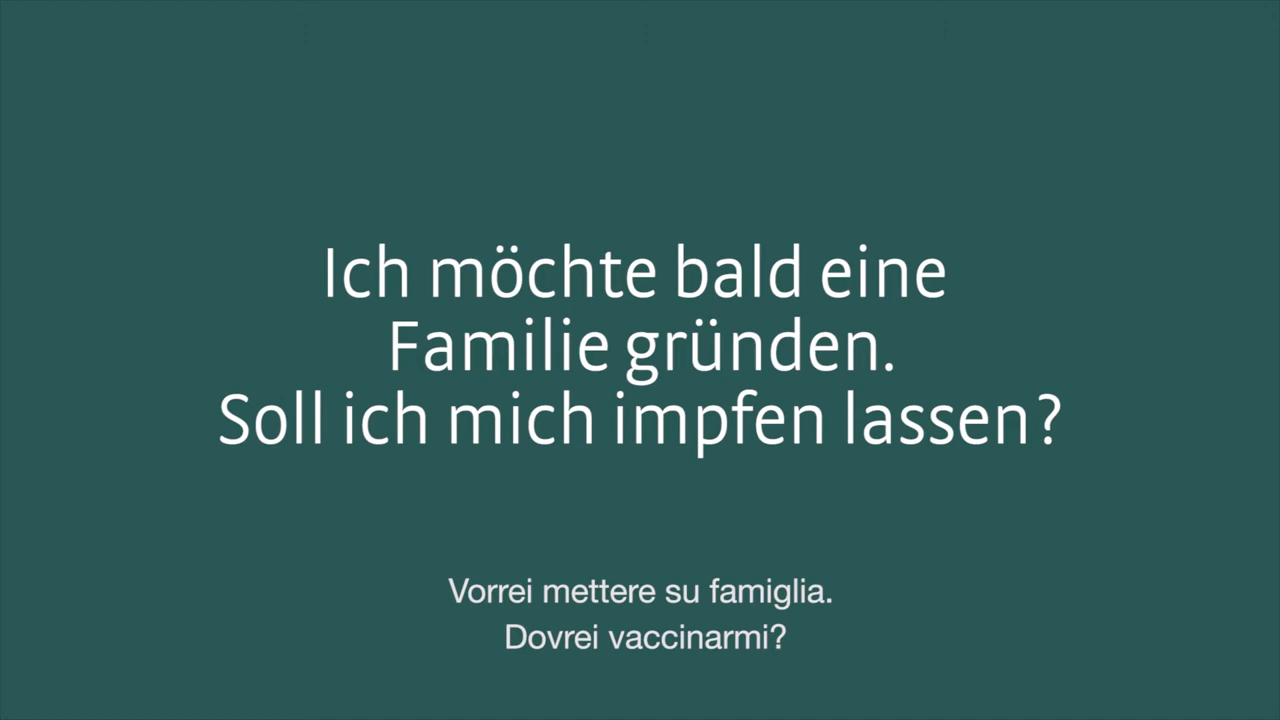 Ich möchte bald eine
Familie gründen.
Soll ich mich impfen lassen?
Vorrei mettere su famiglia.
Dovrei vaccinarmi?